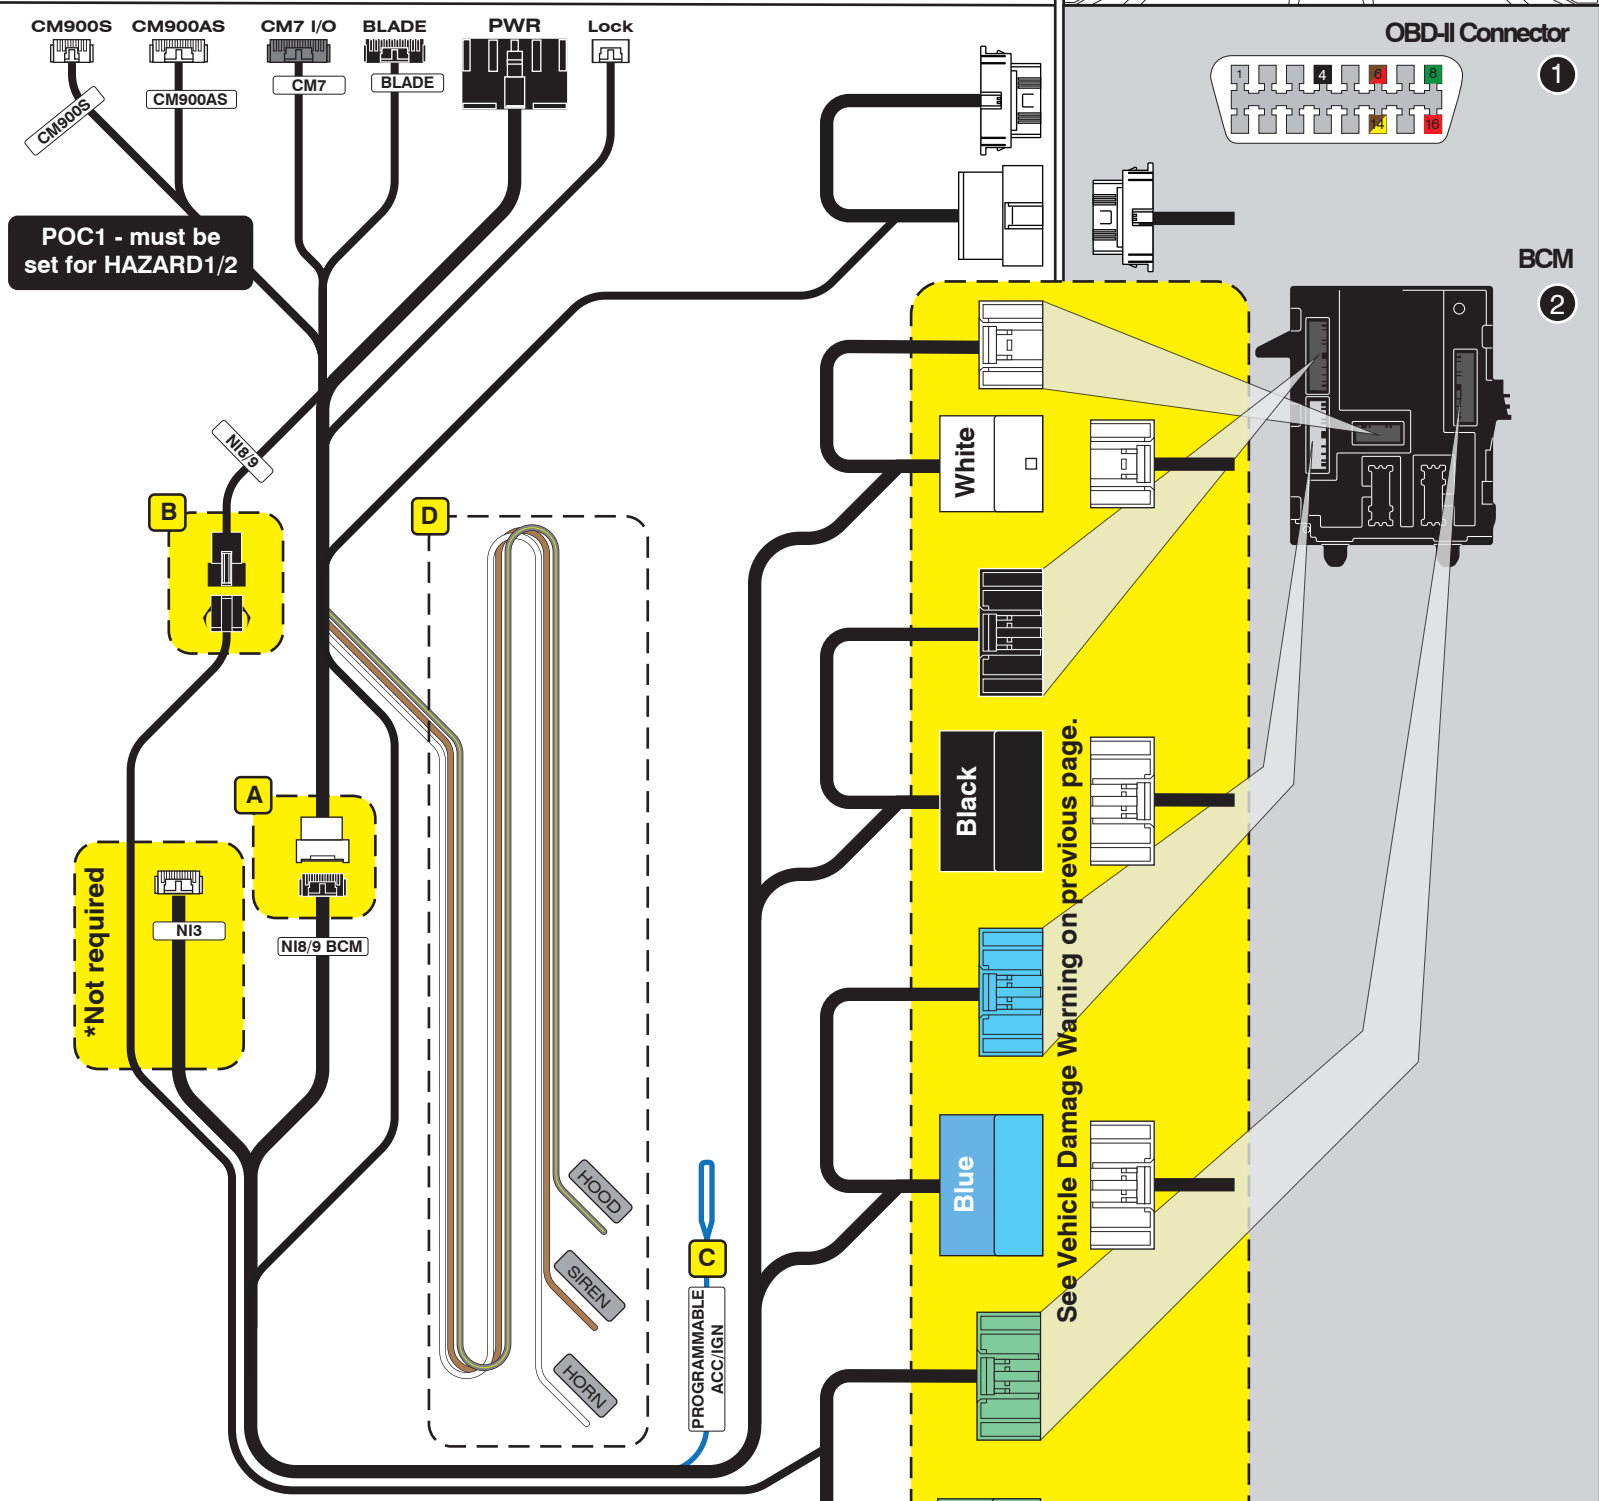 CM900S
CM900AS
CM7 I/O
BLADE
PWR
Lock
CM900S
CM900AS
CM7
BLADE
POC1 - must be
set for HAZARD1/2
OBD-II Connector
1
1
4
6
8
14
16
BCM
2
NI8/9
B
D
A
*Not required
NI3
NI8/9 BCM
White
Black
Blue
See Vehicle Damage Warning on previous page.
HOOD
SIREN
HORN
C
PROGRAMMABLE
ACC/IGN